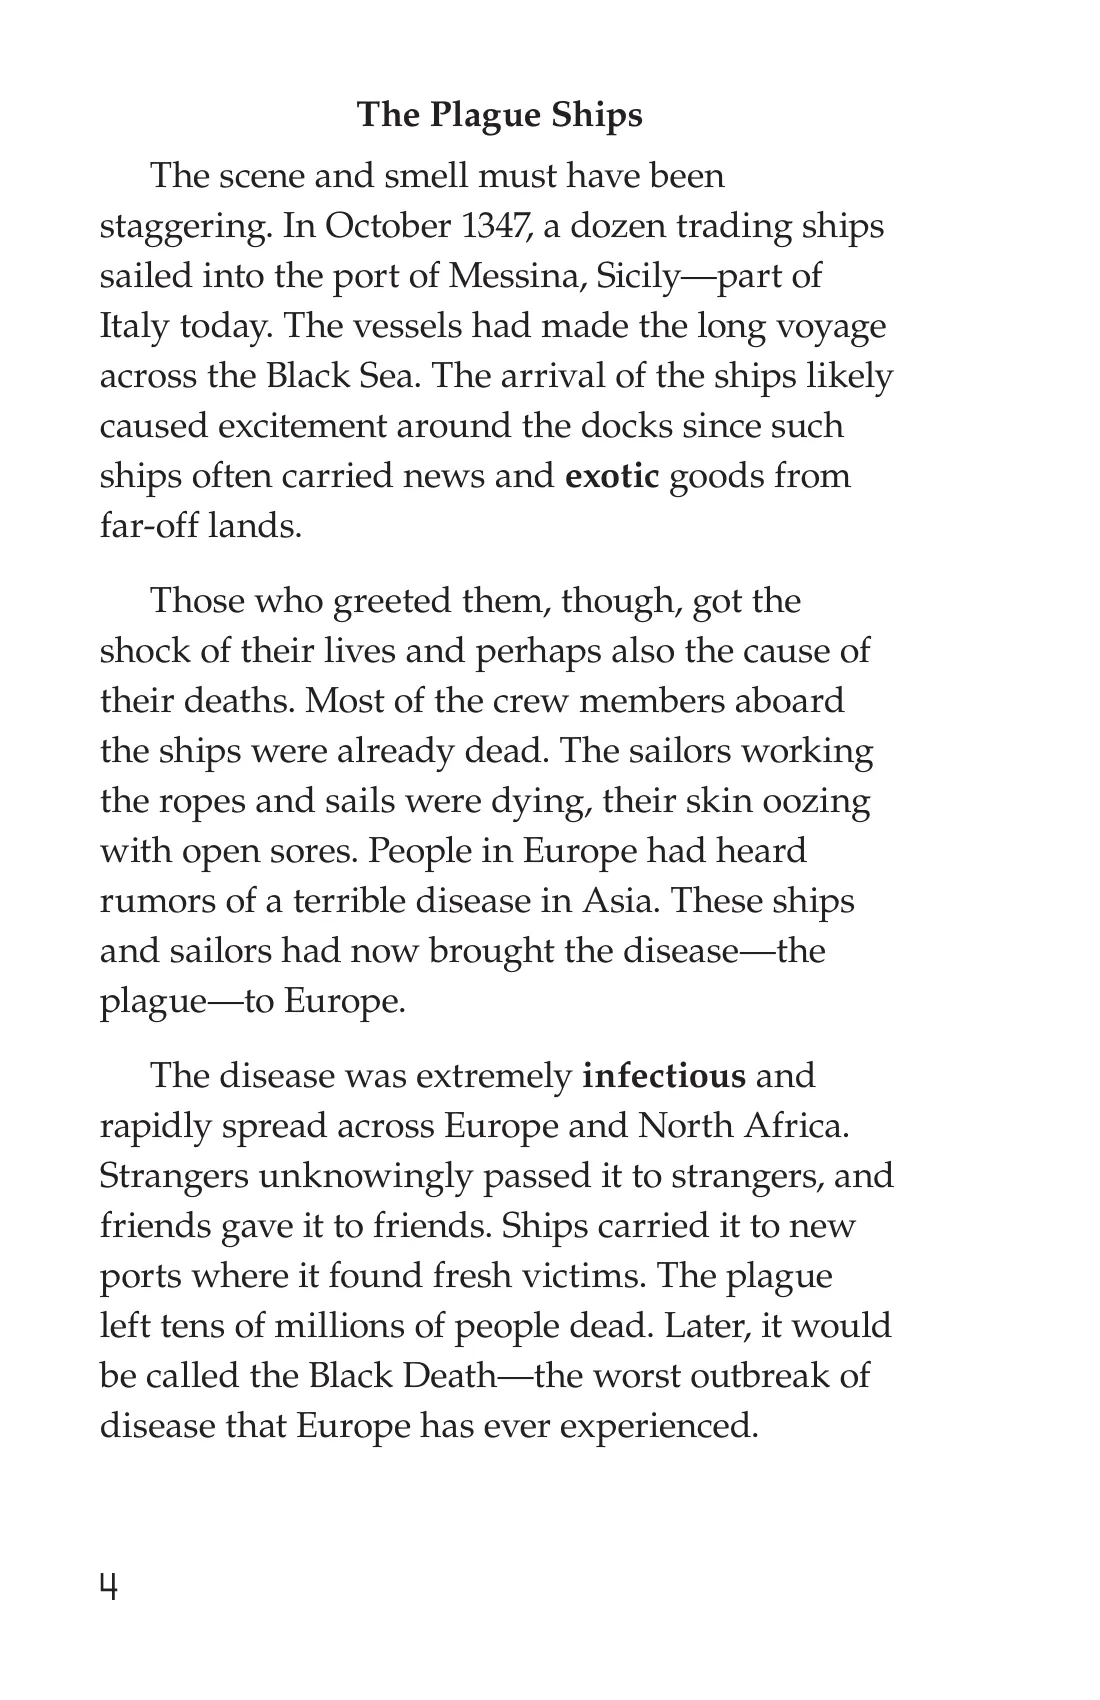 The Plague Ships
The scene and smell must have been
staggering. In October 1347, a dozen trading ships
sailed into the port of Messina, Sicily—part of
Italy today. The vessels had made the long voyage
across the Black Sea. The arrival of the ships likely
caused excitement around the docks since such
ships often carried news and exotic goods from
far-off lands.
Those who greeted them, though, got the
shock of their lives and perhaps also the cause of
their deaths. Most of the crew members aboard
the ships were already dead. The sailors working
the ropes and sails were dying, their skin oozing
with open sores. People in Europe had heard
rumors of a terrible disease in Asia. These ships
and sailors had now brought the disease—the
plague—to Europe.
The disease was extremely infectious and
rapidly spread across Europe and North Africa.
Strangers unknowingly passed it to strangers, and
friends gave it to friends. Ships carried it to new
ports where it found fresh victims. The plague
left tens of millions of people dead. Later, it would
be called the Black Death—the worst outbreak of
disease that Europe has ever experienced.
4